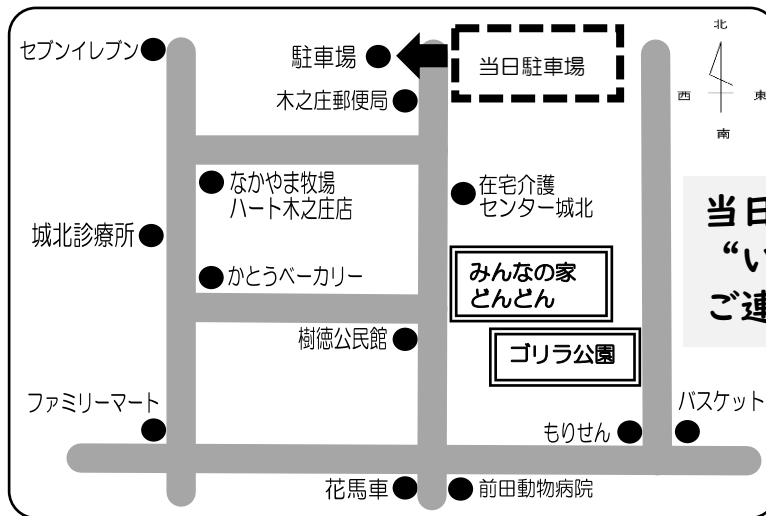 北
セブンイレブン
駐車場
当日駐車場
木之庄郵便局
西
東
南
なかやま牧場
ハート木之庄店
在宅介護
センター城北
城北診療所
当日
“い
ご連
みんなの家
どんどん
かとうベーカリー
樹徳公民館
ゴリラ公園
ファミリーマート
バスケット
もりせん
花馬車
前田動物病院